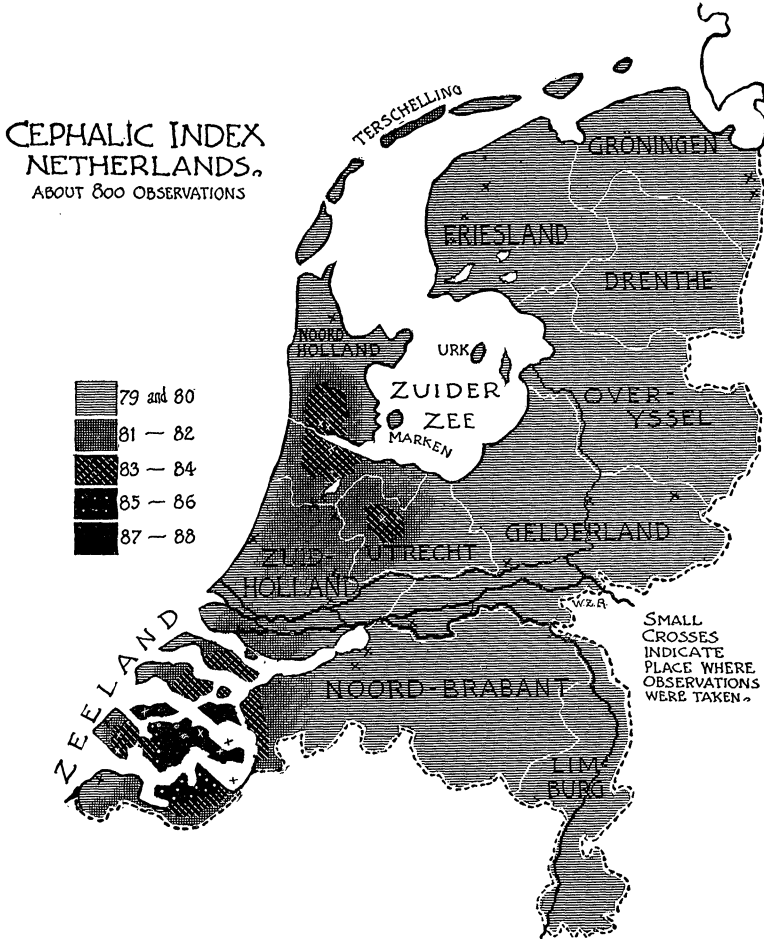 CEPHALIC INDEX
NETHERLANDS.
ABOUT 800 OBSERVATIONS
TERSCHELLING
GRÖNINGEN
FRIESLAND
DRENTHE
NOORD
HOLLAND
URK
ZUIDER
ZEE
MARKEN
OVER-
YSSEL
79 and 80
81 — 82
83 — 84
85 — 86
87 — 88
GELDERLAND
UTRECHT
ZUID-
HOLLAND
W.Z.R.
SMALL
CROSSES
INDICATE
PLACE WHERE
OBSERVATIONS
WERE TAKEN.
ZEELAND
NOORD-BRABANT
LIM-
BURG